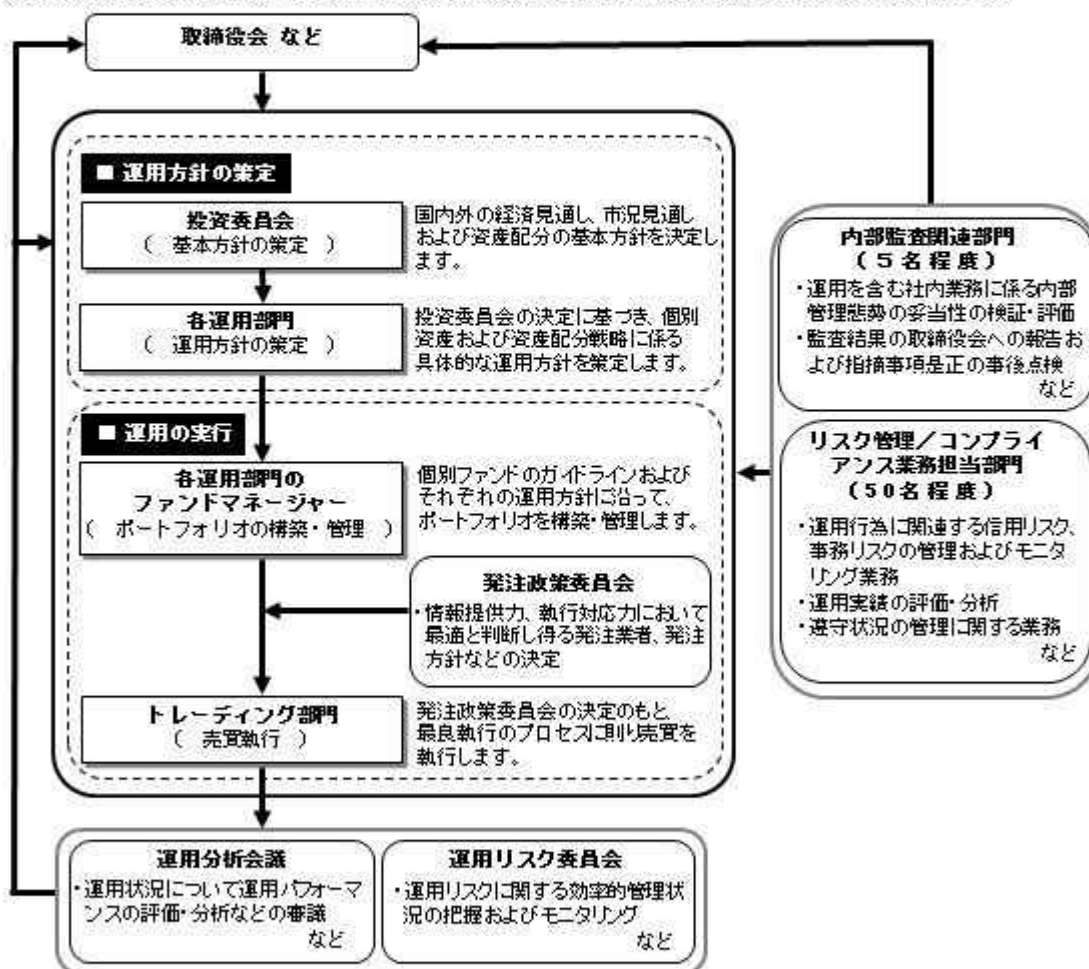 取締役会 など
■ 運用方針の策定
投資委員会
（ 基本方針の策定 ）
国内外の経済見通し、市況見通し
および資産配分の基本方針を決定し
ます。
各運用部門
（ 運用方針の策定 ）
投資委員会の決定に基づき、個別
資産および資産配分戦略に係る
具体的な運用方針を策定します。
■ 運用の実行
各運用部門の
ファンドマネージャー
（ ポートフォリオの構築・管理 ）
個別ファンドのガイドラインおよび
それぞれの運用方針に沿って、
ポートフォリオを構築・管理します。
発注政策委員会
・情報提供力、執行対応力において
最適と判断し得る発注業者、発注
方針などの決定
トレーディング部門
（ 売買執行 ）
発注政策委員会の決定のもと、
最良執行のプロセスに則り売買を
執行します。
内部監査関連部門
（５名程度）
・運用を含む社内業務に係る内部
管理態勢の妥当性の検証・評価
・監査結果の取締役会への報告お
よび指摘事項是正の事後点検
など
リスク管理／コンプライ
アンス業務担当部門
（50名程度）
・運用行為に関連する信用リスク、
事務リスクの管理およびモニタ
リング業務
・運用実績の評価・分析
・遵守状況の管理に関する業務
など
運用分析会議
・運用状況について運用パフォーマ
ンスの評価・分析などの審議
など
運用リスク委員会
・運用リスクに関する効率的管理状
況の把握およびモニタリング
など